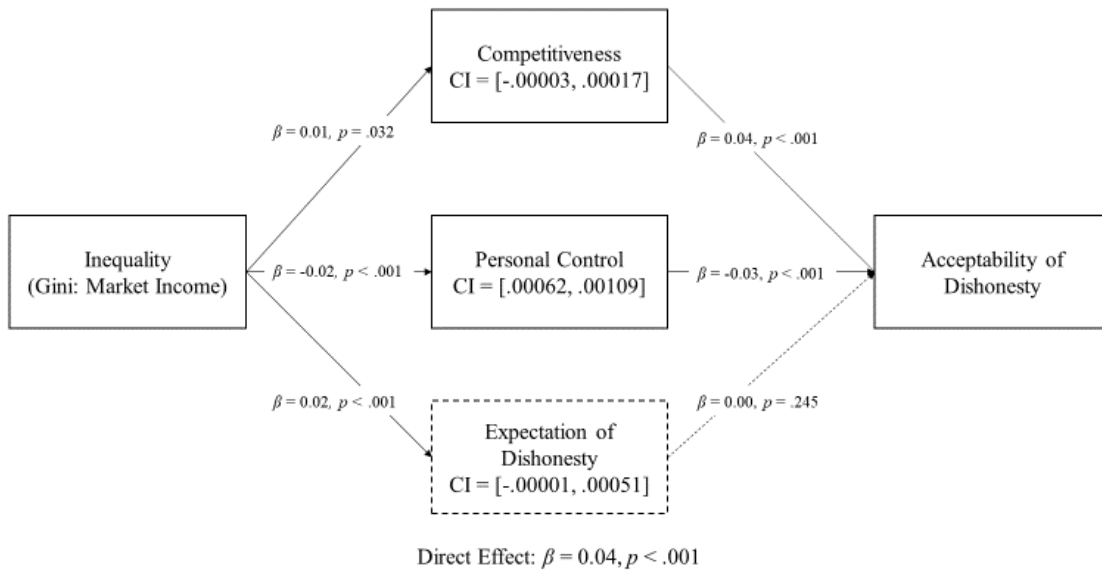 Competitiveness
CI = [-.00003, .00017]
β = 0.01, p = .032
β = 0.04, p < .001
Inequality
(Gini: Market Income)
β = -0.02, p < .001
Personal Control
CI = [.00062, .00109]
β = -0.03, p < .001
Acceptability of
Dishonesty
β = 0.02, p < .001
β = 0.00, p = .245
Expectation of
Dishonesty
CI = [-.00001, .00051]
Direct Effect: β = 0.04, p < .001